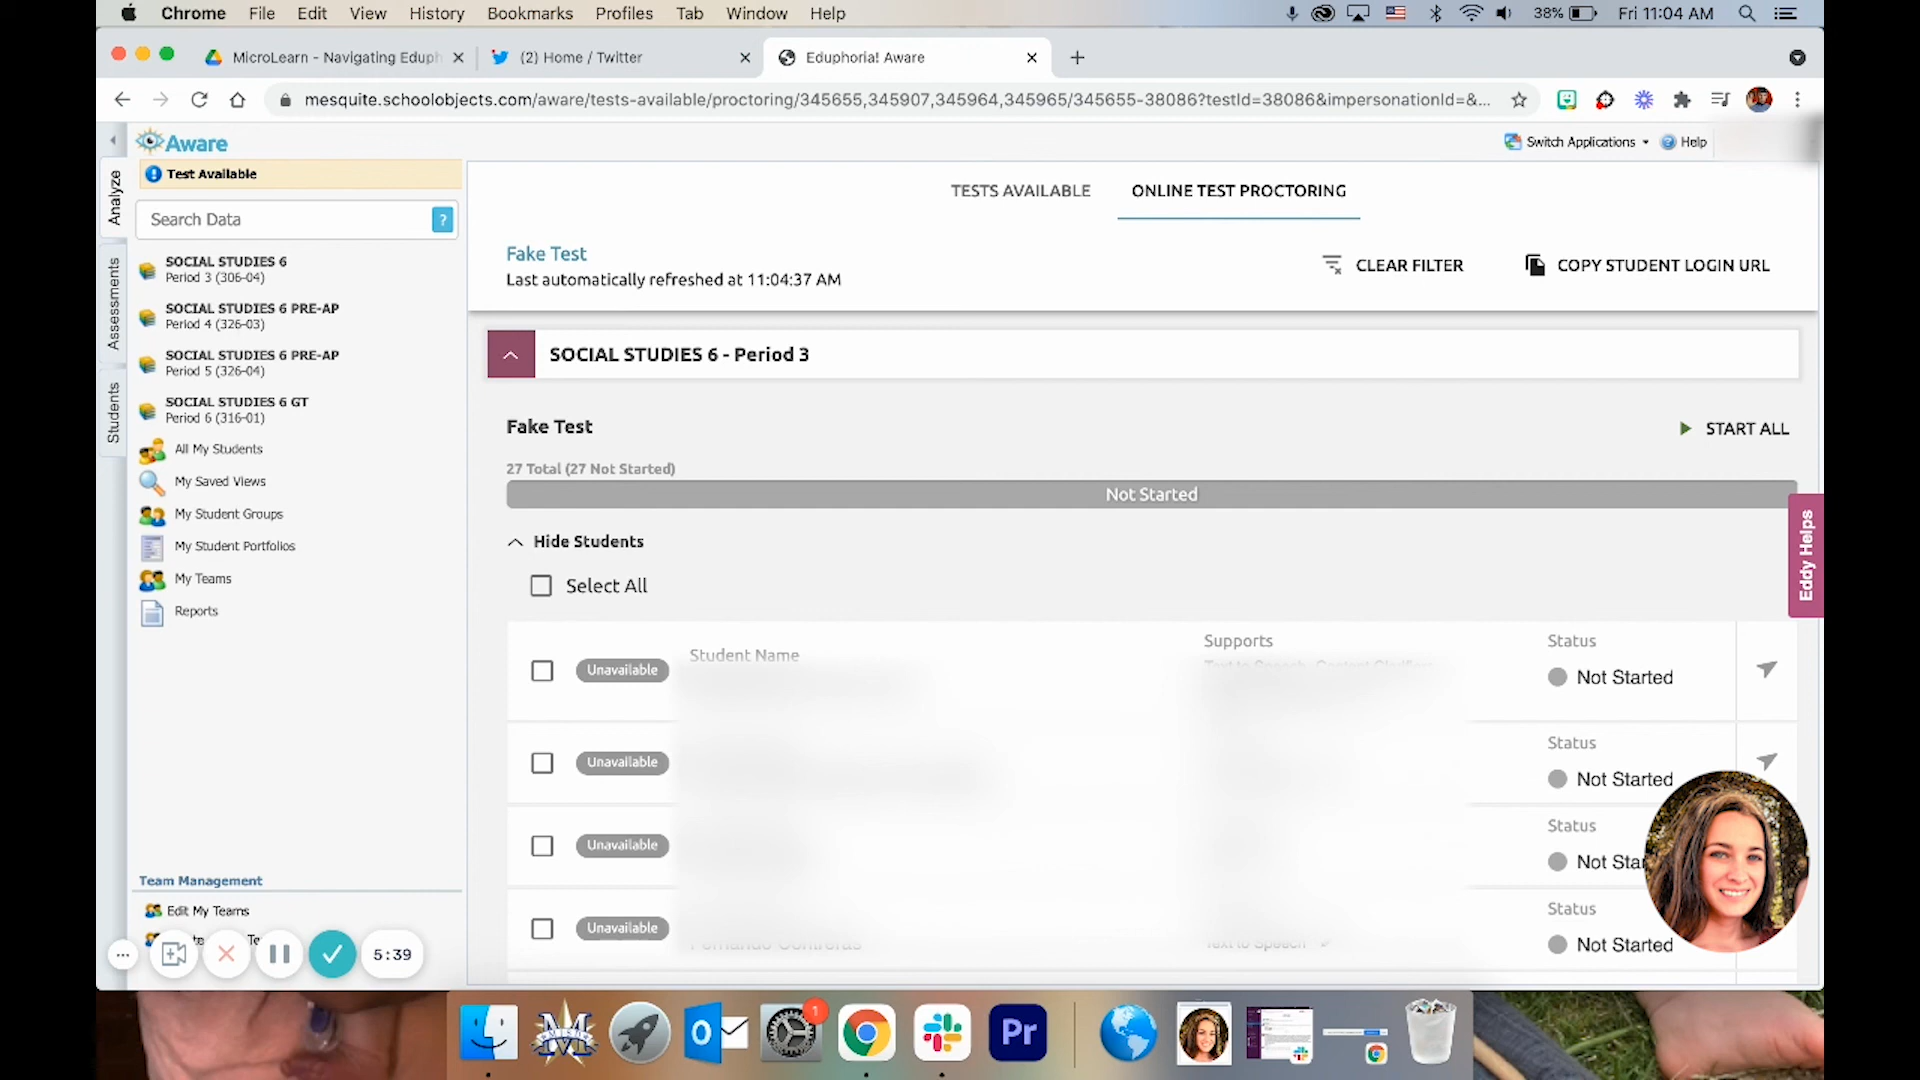 Chrome File Edit View History Bookmarks Profiles Tab Window Help 38% Fri 11:04 AM
MicroLearn - Navigating Eduph (2) Home / Twitter Eduphoria! Aware
mesquite.schoolobjects.com/aware/tests-available/proctoring/345655,345907,345964,345965/345655-38086?testId=38086&impersonationId=&...
Aware
Switch Applications Help
Test Available
Analyze
Assessments
Students
Search Data ?
SOCIAL STUDIES 6
Period 3 (306-04)
SOCIAL STUDIES 6 PRE-AP
Period 4 (326-03)
SOCIAL STUDIES 6 PRE-AP
Period 5 (326-04)
SOCIAL STUDIES 6 GT
Period 6 (316-01)
All My Students
My Saved Views
My Student Groups
My Student Portfolios
My Teams
Reports
Team Management
Edit My Teams
5:39
TESTS AVAILABLE ONLINE TEST PROCTORING
Fake Test
Last automatically refreshed at 11:04:37 AM
CLEAR FILTER COPY STUDENT LOGIN URL
SOCIAL STUDIES 6 - Period 3
Fake Test START ALL
27 Total (27 Not Started)
Not Started
Hide Students
Select All
Unavailable Student Name Supports Status
Not Started
Unavailable Status
Not Started
Unavailable Status
Unavailable Status
Text to Speech Not Started
Eddy Helps
1
Pr